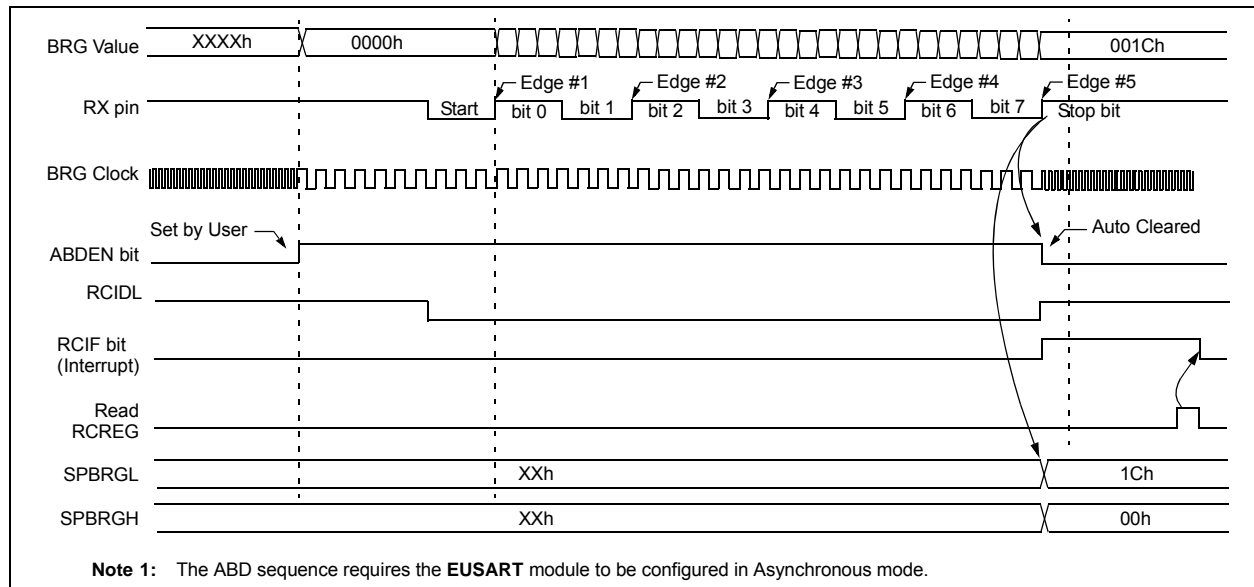 BRG Value XXXXh 0000h 001Ch
Edge #1 Edge #2 Edge #3 Edge #4 Edge #5
RX pin Start bit 0 bit 1 bit 2 bit 3 bit 4 bit 5 bit 6 bit 7 Stop bit
BRG Clock
Set by User Auto Cleared
ABDEN bit
RCIDL
RCIF bit
(Interrupt)
Read
RCREG
SPBRGL XXh 1Ch
SPBRGH XXh 00h
Note 1: The ABD sequence requires the EUSART module to be configured in Asynchronous mode.